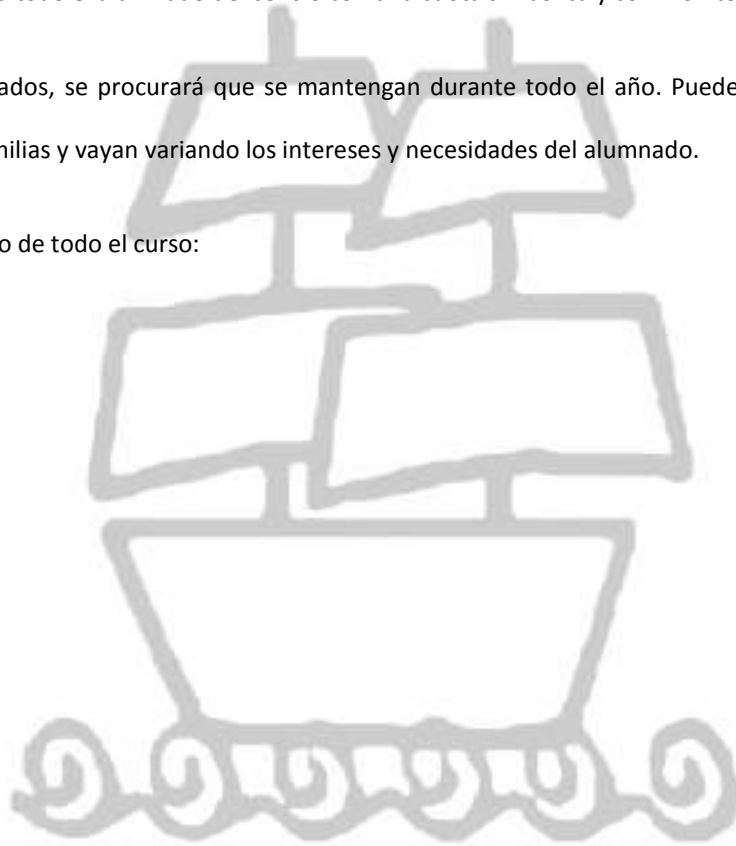 ados, se procurará que se mantengan durante todo el año. Puede
milias y vayan variando los intereses y necesidades del alumnado.
o de todo el curso: